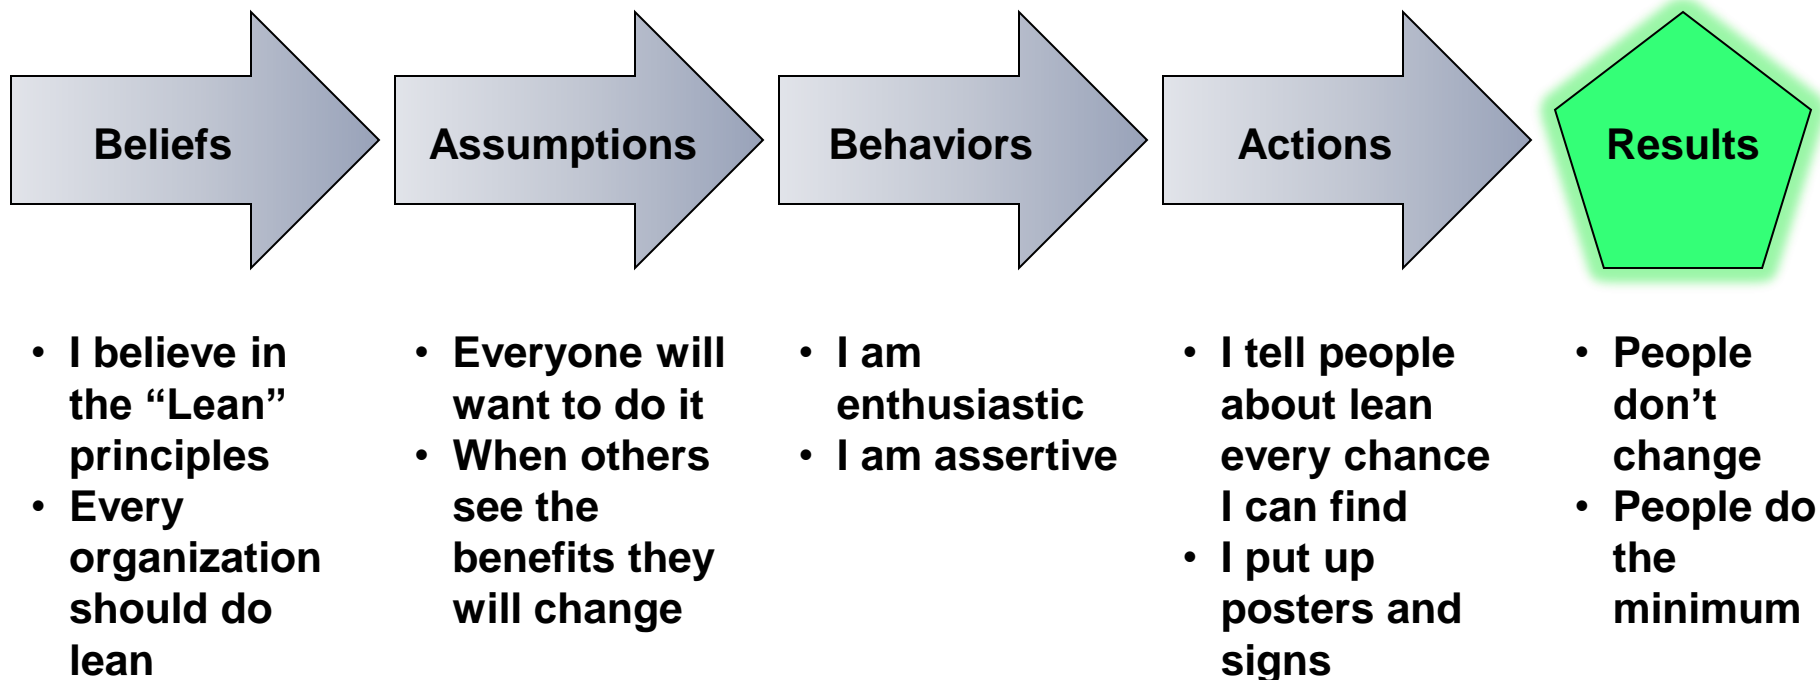 Beliefs
Assumptions
Behaviors
Actions
Results
• I believe in
the “Lean”
principles
• Every
organization
should do
lean
• Everyone will
want to do it
• When others
see the
benefits they
will change
• I am
enthusiastic
• I am assertive
• I tell people
about lean
every chance
I can find
• I put up
posters and
signs
• People
don’t
change
• People do
the
minimum